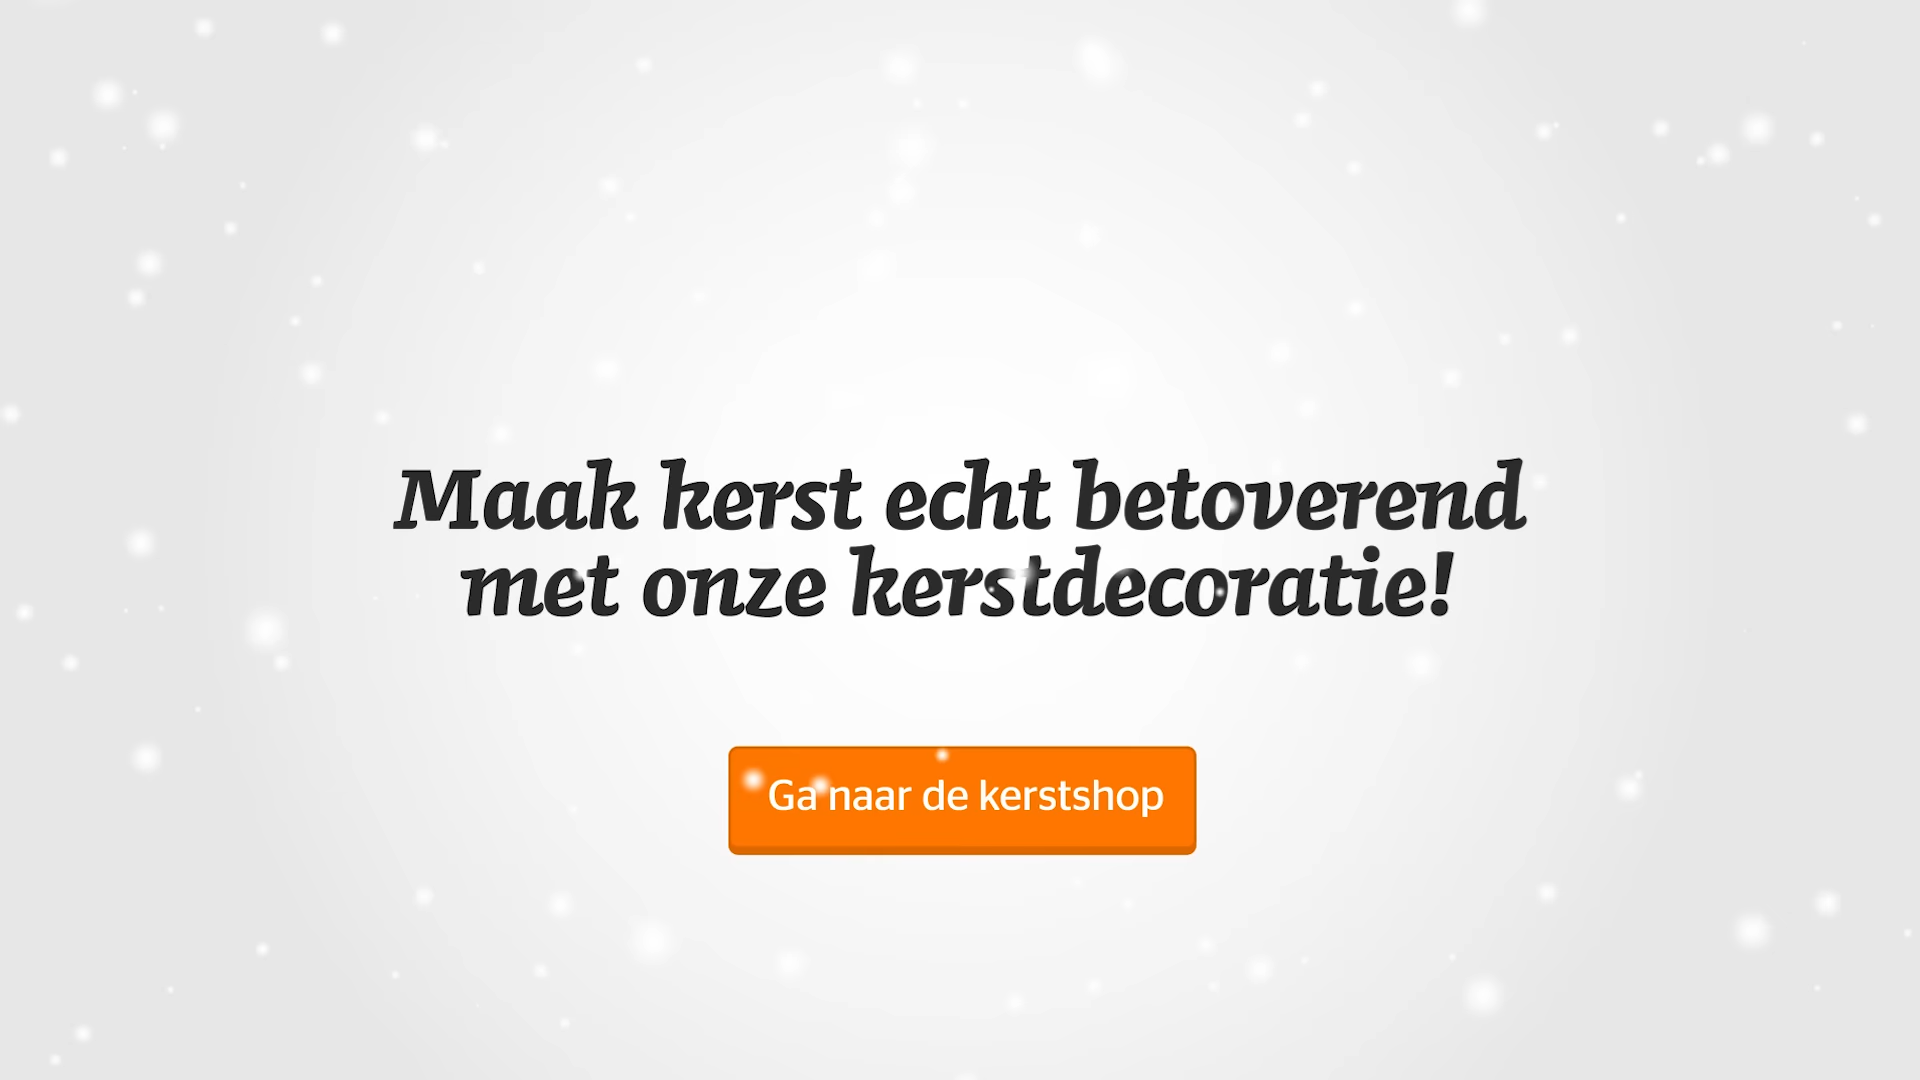 Maak kerst echt betoverend
met onze kerstdecoratie!
Ga naar de kerstshop